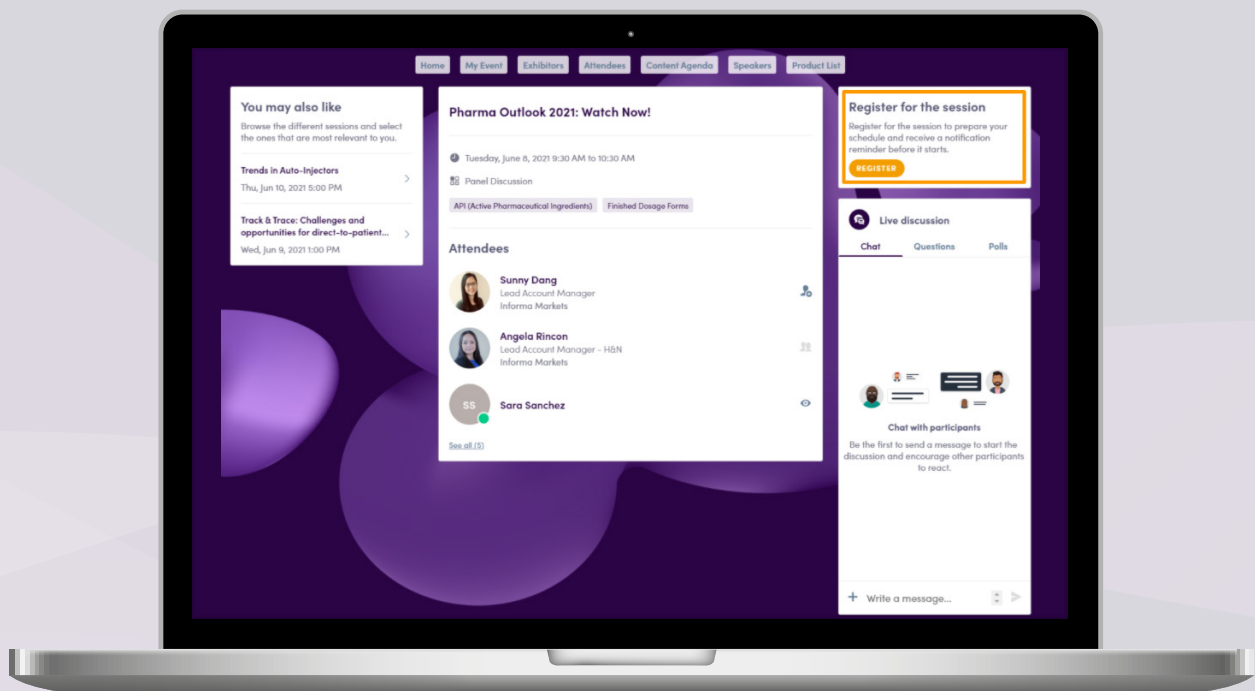 Home My Event Exhibitors Attendees Content Agenda Speakers Product List
You may also like
Browse the different sessions and select
the ones that are most relevant to you.
Trends in Auto-Injectors
Thu, Jun 10, 2021 5:00 PM
Track & Trace: Challenges and
opportunities for direct-to-patient...
Wed, Jun 9, 2021 1:00 PM
Pharma Outlook 2021: Watch Now!
Tuesday, June 8, 2021 9:30 AM to 10:30 AM
Panel Discussion
API (Active Pharmaceutical Ingredients) Finished Dosage Forms
Attendees
Sunny Dang
Lead Account Manager
Informa Markets
Angela Rincon
Lead Account Manager - H&N
Informa Markets
SS
Sara Sanchez
See all (5)
Register for the session
Register for the session to prepare your
schedule and receive a notification
reminder before it starts.
REGISTER
Live discussion
Chat Questions Polls
Chat with participants
Be the first to send a message to start the
discussion and encourage other participants
to react.
+ Write a message...